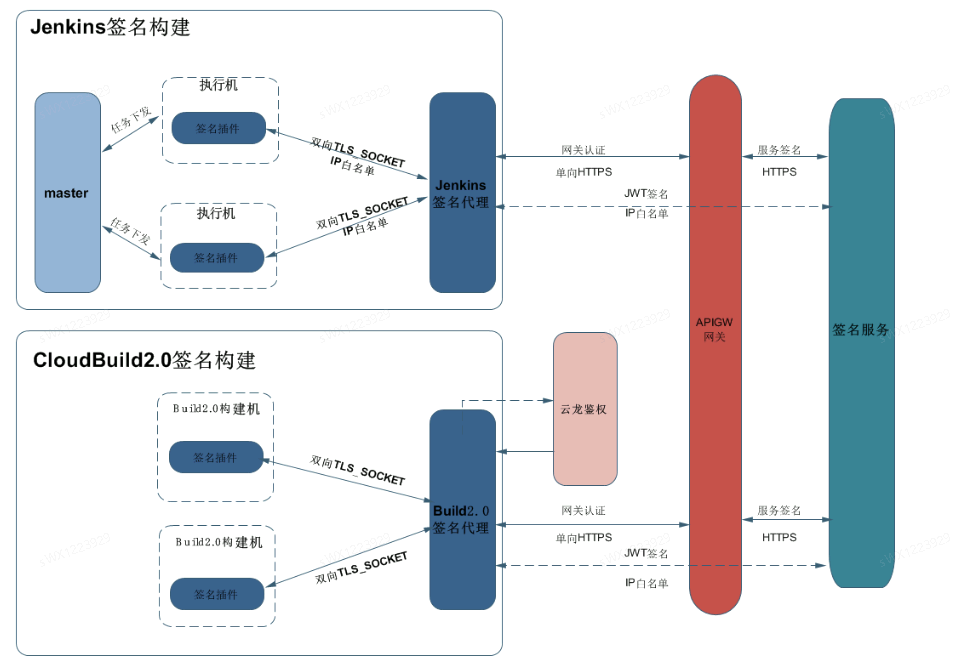 Jenkins签名构建
执行机
签名插件
任务下发
master
任务下发
执行机
签名插件
双向TLS_SOCKET
IP白名单
双向TLS_SOCKET
IP白名单
Jenkins
签名代理
网关认证
单向HTTPS
JWT签名
IP白名单
服务签名
HTTPS
APIGW
网关
签名服务
CloudBuild2.0签名构建
Build2.0构建机
签名插件
Build2.0构建机
签名插件
双向TLS_SOCKET
双向TLS_SOCKET
Build2.0
签名代理
云龙鉴权
网关认证
单向HTTPS
JWT签名
IP白名单
服务签名
HTTPS